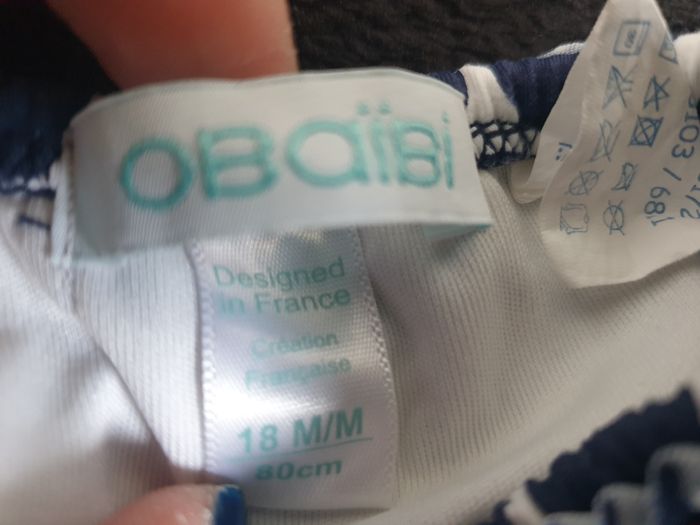 OBaïBi
Designed
in France
Création
Française
18 M/M
80cm